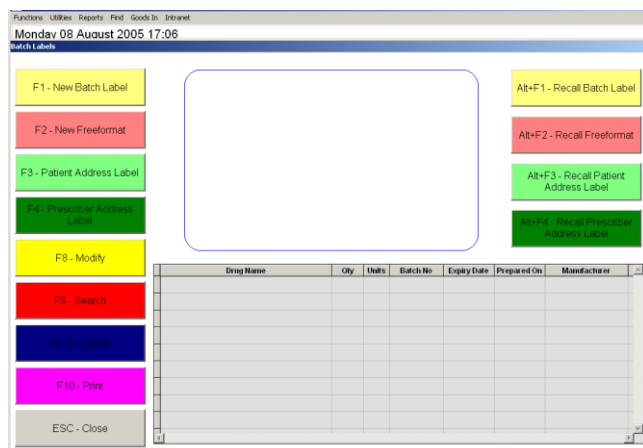 Functions Utilities Reports Find Goods In Intranet
Monday 08 August 2005 17:06
Batch Labels
F1 - New Batch Label
F2 - New Freeformat
F3 - Patient Address Label
F4 - Prescriber Address
Label
F8 - Modify
F9 - Search
F10 - Print
ESC - Close
Alt+F1 - Recall Batch Label
Alt+F2 - Recall Freeformat
Alt+F3 - Recall Patient
Address Label
Alt+F4 - Recall Prescriber
Address Label
Drug Name Qty Units Batch No Expiry Date Prepared On Manufacturer